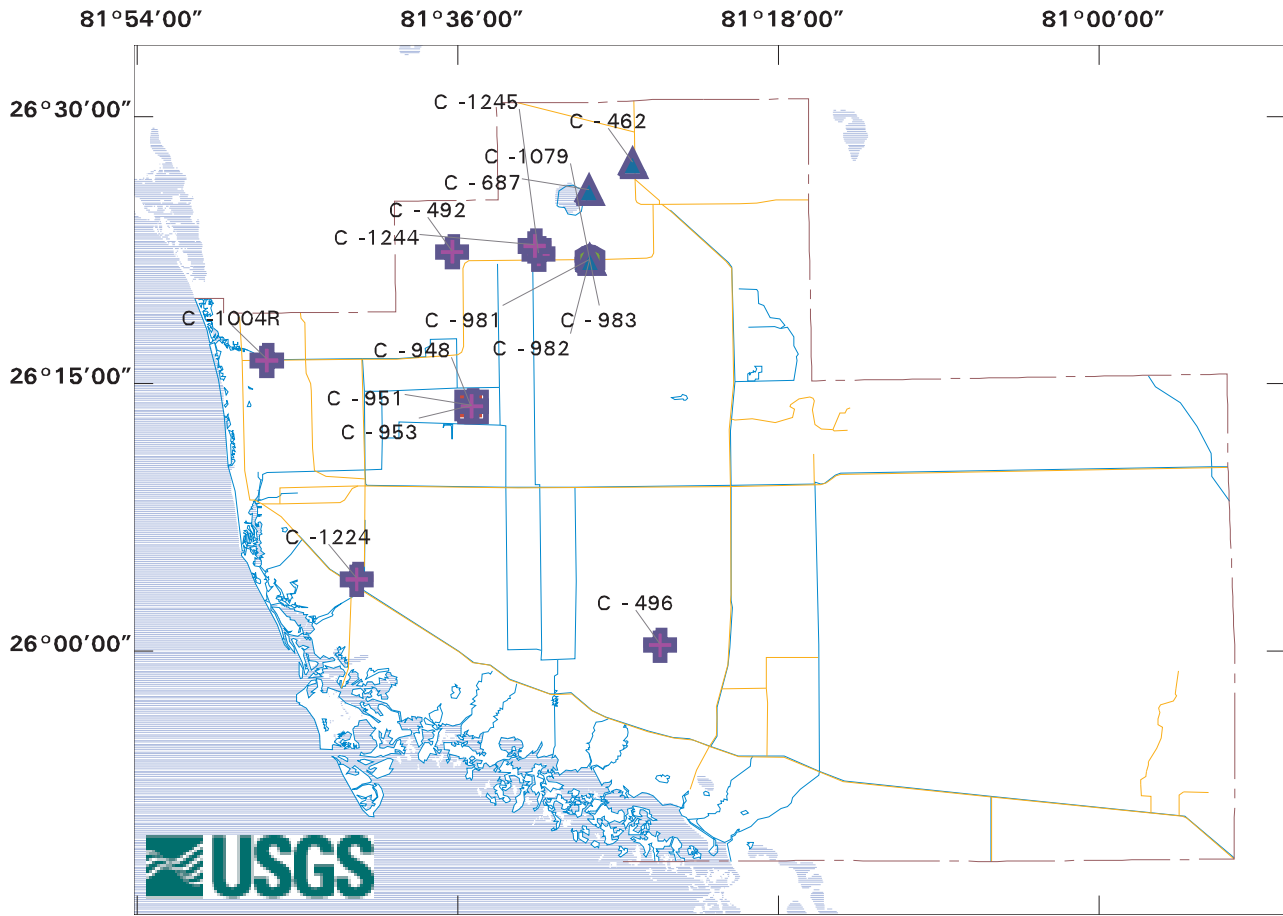 81°54'00" 81°36'00" 81°18'00" 81°00'00"
26°30'00"
C -1245
C - 462
C -1079
C - 687
C - 492
C -1244
C -1004R
C - 981
C - 983
C - 982
C - 948
26°15'00"
C - 951
C - 953
C -1224
C - 496
26°00'00"
USGS